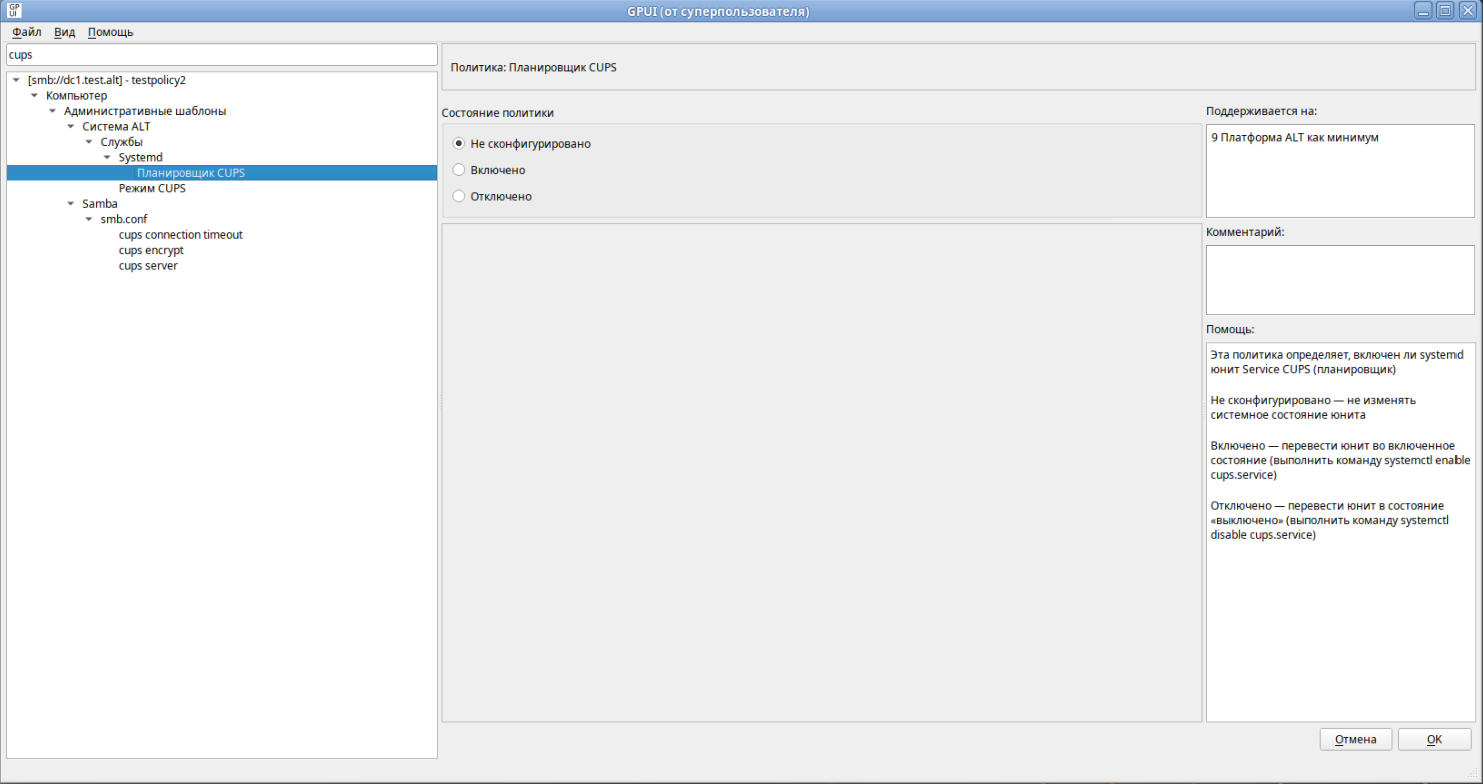 GPUI
GPUI (от суперпользователя)
Файл Вид Помощь
cups
[smb://dc1.test.alt] - testpolicy2
Компьютер
Административные шаблоны
Система ALT
Службы
Systemd
Планировщик CUPS
Режим CUPS
Samba
smb.conf
cups connection timeout
cups encrypt
cups server
Политика: Планировщик CUPS
Состояние политики
Не сконфигурировано
Включено
Отключено
Поддерживается на:
9 Платформа ALT как минимум
Комментарий:
Помощь:
Эта политика определяет, включен ли systemd
юнит Service CUPS (планировщик)
Не сконфигурировано — не изменять
системное состояние юнита
Включено — перевести юнит во включенное
состояние (выполнить команду systemctl enable
cups.service)
Отключено — перевести юнит в состояние
«выключено» (выполнить команду systemctl
disable cups.service)
Отмена OK